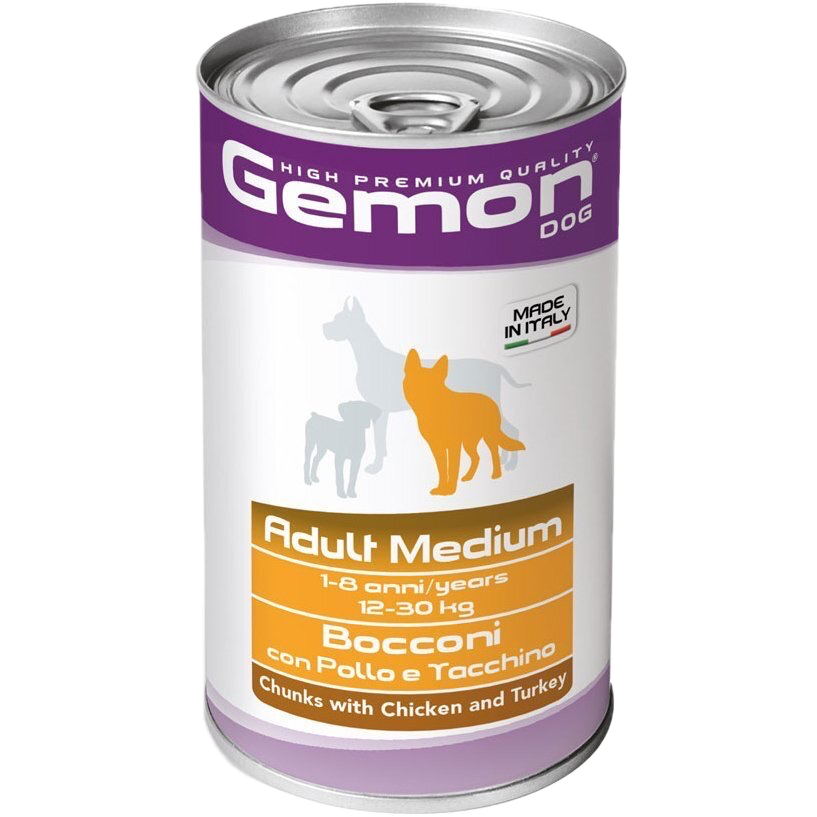 HIGH PREMIUM QUALITY
Gemon®
DOG
MADE
IN ITALY
Adult Medium
1-8 anni/years
12-30 kg
Bocconi
con Pollo e Tacchino
Chunks with Chicken and Turkey